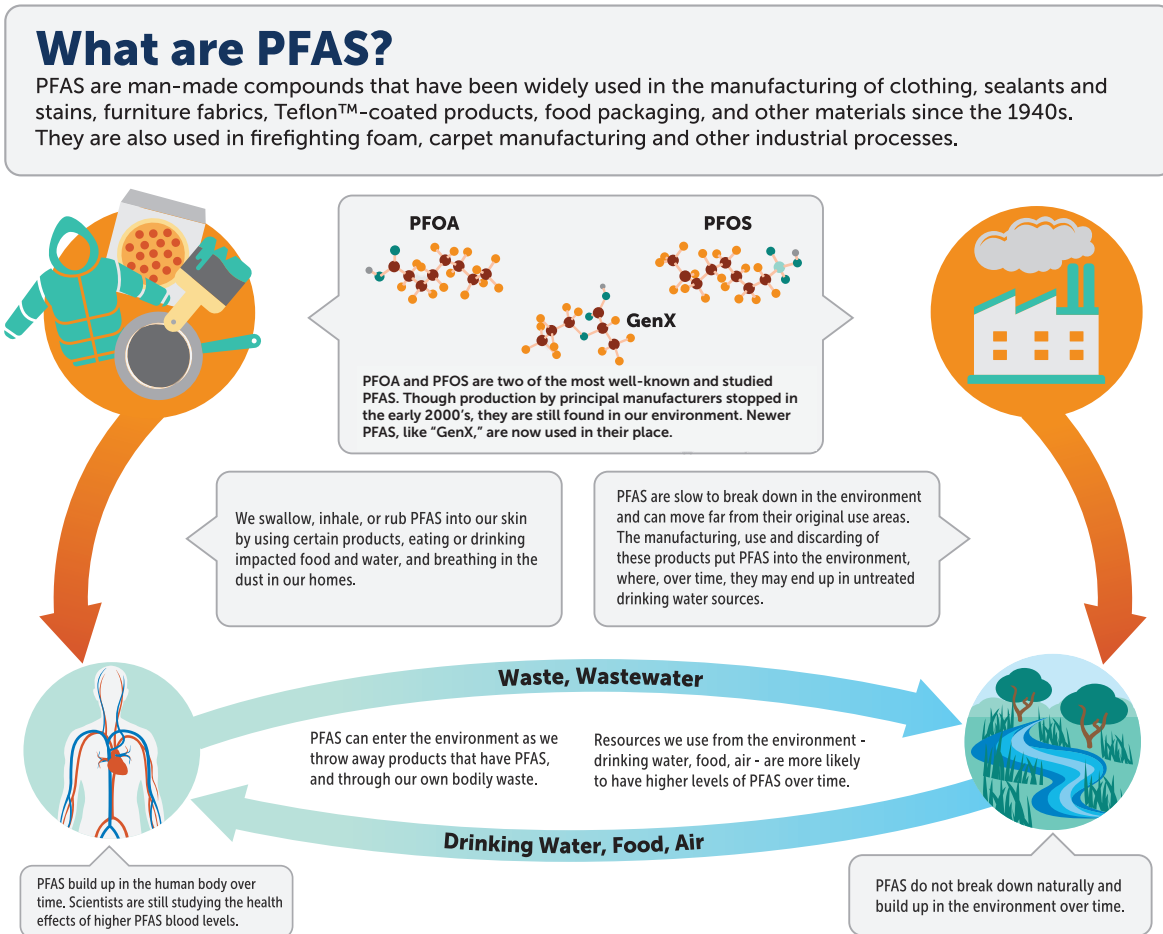 What are PFAS?
PFAS are man-made compounds that have been widely used in the manufacturing of clothing, sealants and
stains, furniture fabrics, Teflon™-coated products, food packaging, and other materials since the 1940s.
They are also used in firefighting foam, carpet manufacturing and other industrial processes.
PFOA
PFOS
GenX
PFOA and PFOS are two of the most well-known and studied
PFAS. Though production by principal manufacturers stopped in
the early 2000's, they are still found in our environment. Newer
PFAS, like "GenX," are now used in their place.
We swallow, inhale, or rub PFAS into our skin
by using certain products, eating or drinking
impacted food and water, and breathing in the
dust in our homes.
PFAS are slow to break down in the environment
and can move far from their original use areas.
The manufacturing, use and discarding of
these products put PFAS into the environment,
where, over time, they may end up in untreated
drinking water sources.
Waste, Wastewater
PFAS can enter the environment as we
throw away products that have PFAS,
and through our own bodily waste.
Resources we use from the environment -
drinking water, food, air - are more likely
to have higher levels of PFAS over time.
Drinking Water, Food, Air
PFAS build up in the human body over
time. Scientists are still studying the health
effects of higher PFAS blood levels.
PFAS do not break down naturally and
build up in the environment over time.